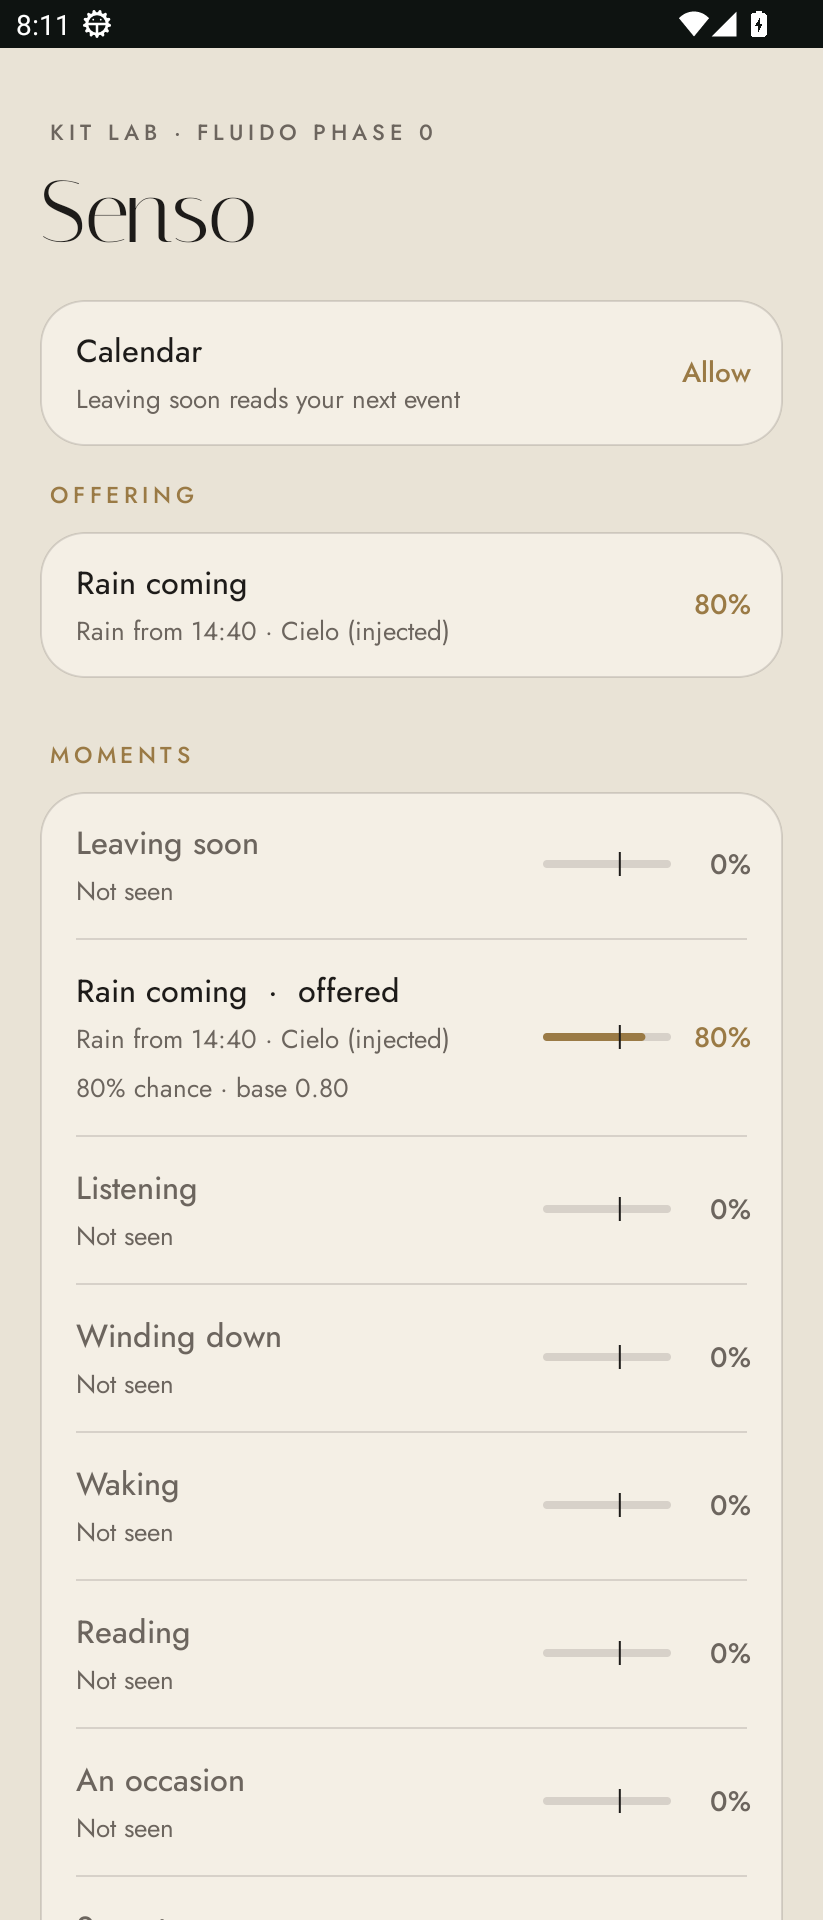 8:11
KIT LAB · FLUIDO PHASE 0
Senso
Calendar
Leaving soon reads your next event
Allow
OFFERING
Rain coming
Rain from 14:40 · Cielo (injected)
80%
MOMENTS
Leaving soon
Not seen
0%
Rain coming · offered
Rain from 14:40 · Cielo (injected)
80% chance · base 0.80
80%
Listening
Not seen
0%
Winding down
Not seen
0%
Waking
Not seen
0%
Reading
Not seen
0%
An occasion
Not seen
0%